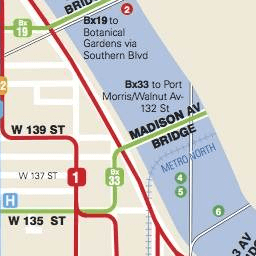 BRID
2
Bx19 to
Botanical
Gardens via
Southern Blvd
Bx
19
Bx33 to Port
Morris/Walnut Av-
132 St
2
MADISON AV
BRIDGE
W 139 ST
METRO NORTH
W 137 ST
1
Bx
33
4
5
6
H
W 135 ST
3 AV